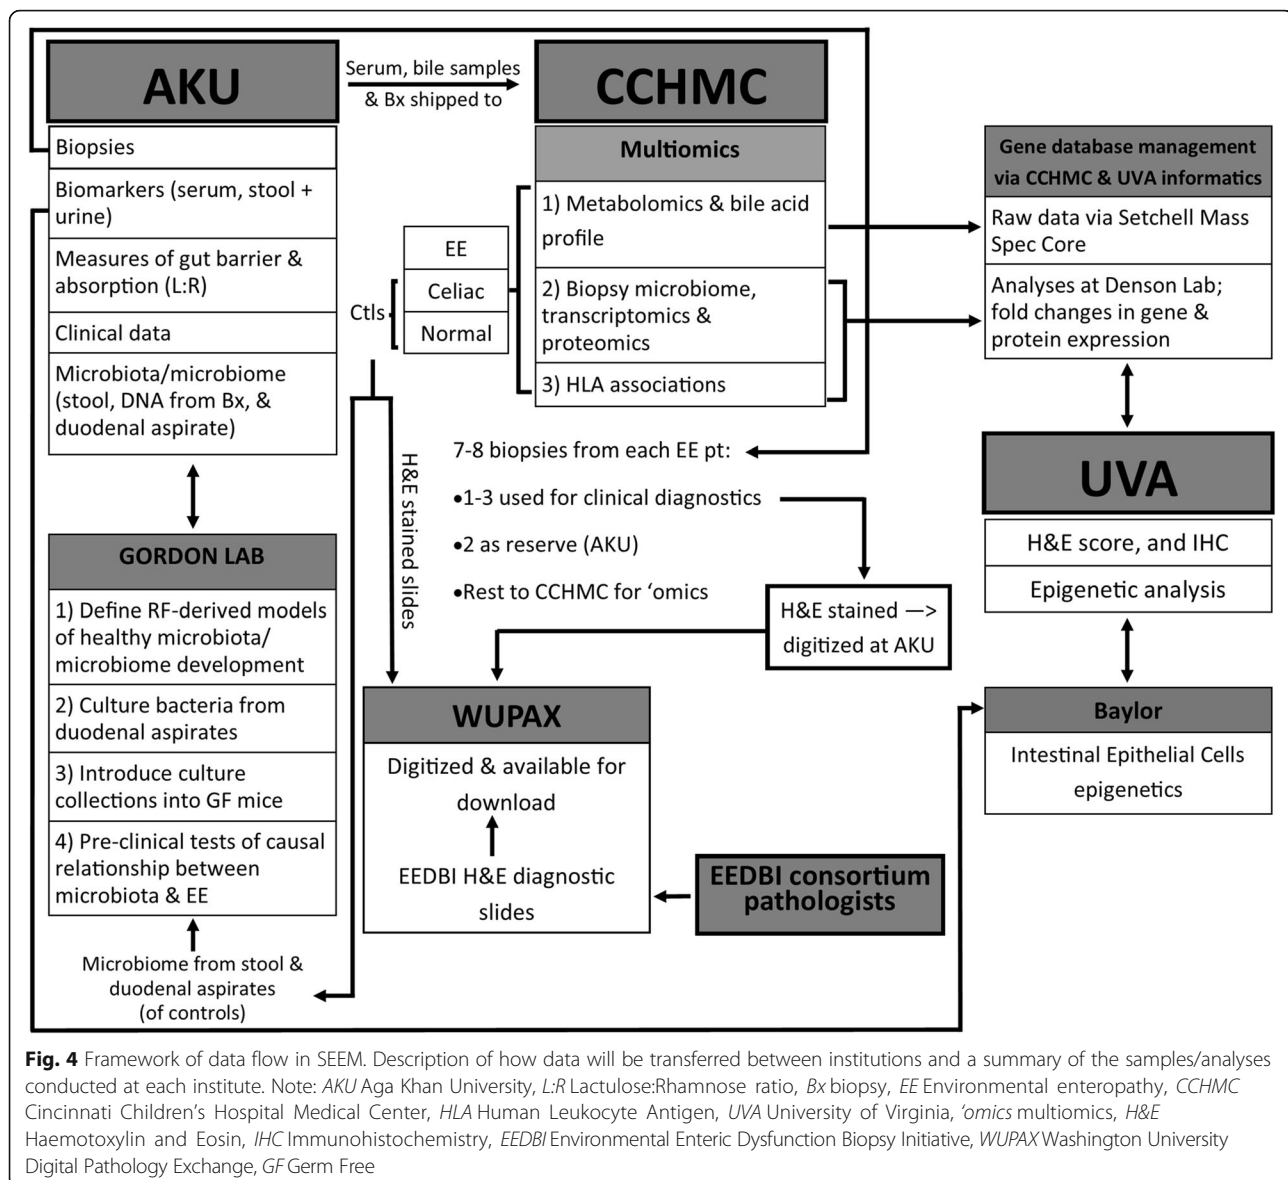 AKU
Biopsies
Biomarkers (serum, stool +
urine)
Measures of gut barrier &
absorption (L:R)
Clinical data
Microbiota/microbiome
(stool, DNA from Bx, &
duodenal aspirate)
Serum, bile samples
& Bx shipped to
CCHMC
Multiomics
1) Metabolomics & bile acid
profile
2) Biopsy microbiome,
transcriptomics &
proteomics
3) HLA associations
Ctls
EE
Celiac
Normal
Gene database management
via CCHMC & UVA informatics
Raw data via Setchell Mass
Spec Core
Analyses at Denson Lab;
fold changes in gene &
protein expression
UVA
H&E score, and IHC
Epigenetic analysis
Baylor
Intestinal Epithelial Cells
epigenetics
7-8 biopsies from each EE pt:
•1-3 used for clinical diagnostics
•2 as reserve (AKU)
•Rest to CCHMC for ‘omics
H&E stained —>
digitized at AKU
H&E stained slides
GORDON LAB
1) Define RF-derived models
of healthy microbiota/
microbiome development
2) Culture bacteria from
duodenal aspirates
3) Introduce culture
collections into GF mice
4) Pre-clinical tests of causal
relationship between
microbiota & EE
Microbiome from stool &
duodenal aspirates
(of controls)
WUPAX
Digitized & available for
download
EEDBI H&E diagnostic
slides
EEDBI consortium
pathologists
Fig. 4 Framework of data flow in SEEM. Description of how data will be transferred between institutions and a summary of the samples/analyses
conducted at each institute. Note: AKU Aga Khan University, L:R Lactulose:Rhamnose ratio, Bx biopsy, EE Environmental enteropathy, CCHMC
Cincinnati Children’s Hospital Medical Center, HLA Human Leukocyte Antigen, UVA University of Virginia, ‘omics multiomics, H&E
Haemotoxylin and Eosin, IHC Immunohistochemistry, EEDBI Environmental Enteric Dysfunction Biopsy Initiative, WUPAX Washington University
Digital Pathology Exchange, GF Germ Free